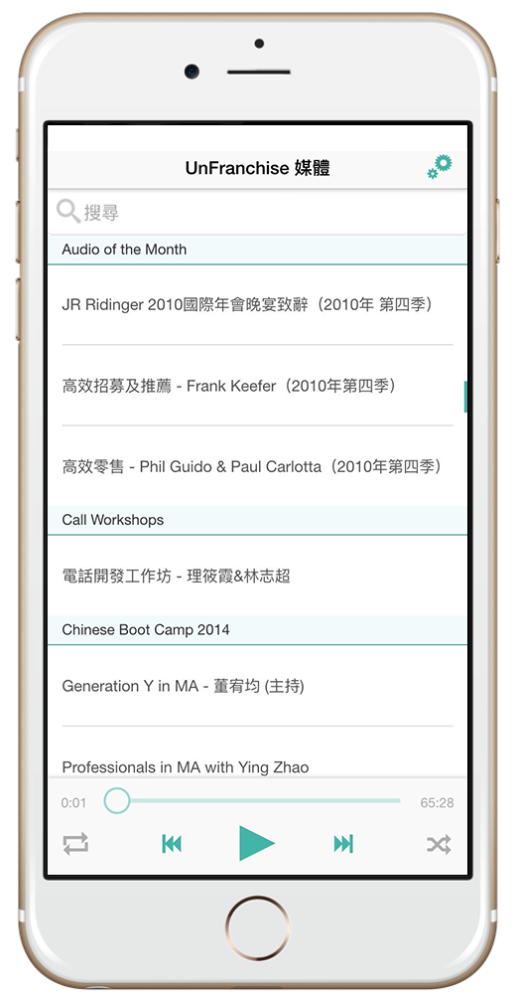 UnFranchise 媒體
搜尋
Audio of the Month
JR Ridinger 2010國際年會晚宴致辭（2010年 第四季）
高效招募及推薦 - Frank Keefer（2010年第四季）
高效零售 - Phil Guido & Paul Carlotta（2010年第四季）
Call Workshops
電話開發工作坊 - 理筱霞&林志超
Chinese Boot Camp 2014
Generation Y in MA - 董宥均 (主持)
Professionals in MA with Ying Zhao
0:01
65:28